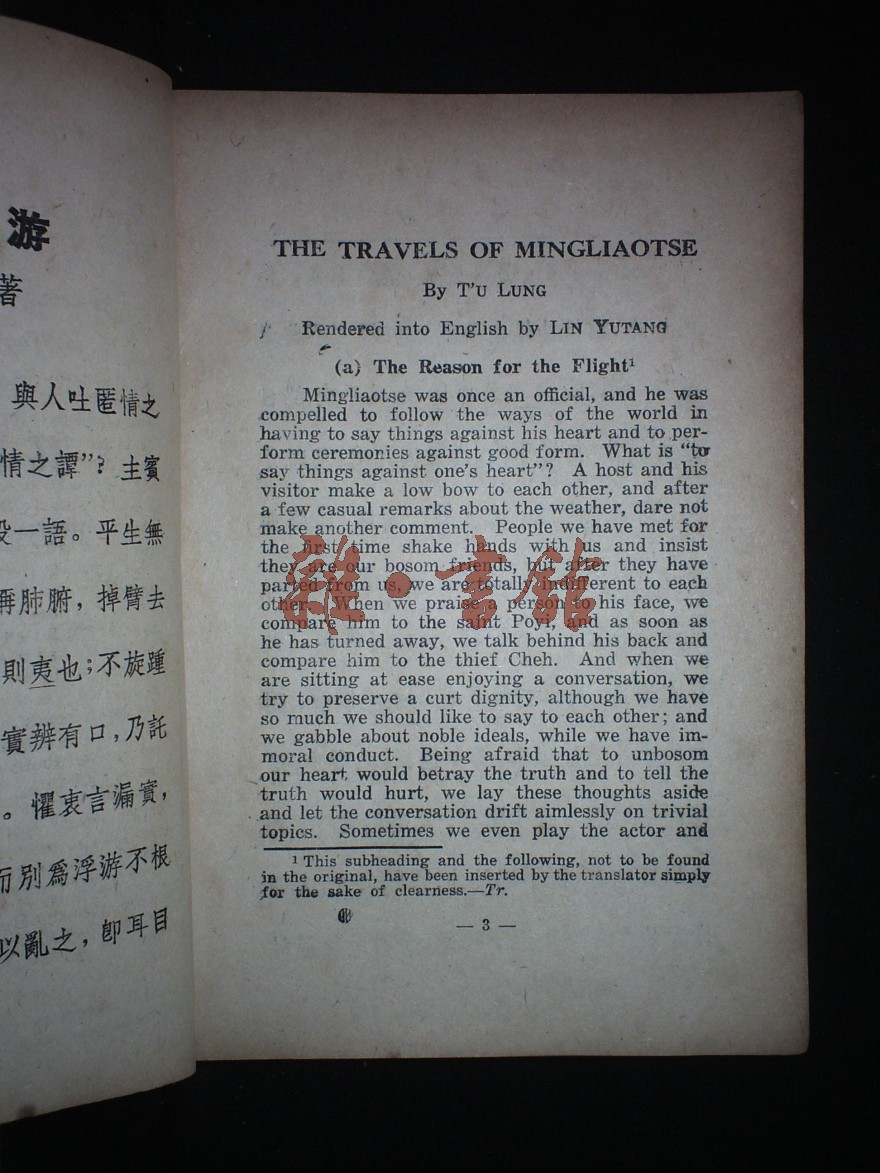 游
著
與人吐匿情之
情之譚”？主賓
一語。平生無
肺腑，掉臂去
則夷也；不旋踵
實辨有口，乃託
。懼衷言漏實，
別爲浮游不根
以亂之，卽耳目
THE TRAVELS OF MINGLIAOTSE
By T'U LUNG
Rendered into English by LIN YUTANG
(a) The Reason for the Flight¹
Mingliaotse was once an official, and he was
compelled to follow the ways of the world in
having to say things against his heart and to per-
form ceremonies against good form. What is “to
say things against one's heart”? A host and his
visitor make a low bow to each other, and after
a few casual remarks about the weather, dare not
make another comment. People we have met for
the first time shake hands with us and insist
they are our bosom friends, but after they have
parted from us, we are totally indifferent to each
other. When we praise a person to his face, we
compare him to the saint Poyi, and as soon as
he has turned away, we talk behind his back and
compare him to the thief Cheh. And when we
are sitting at ease enjoying a conversation, we
try to preserve a curt dignity, although we have
so much we should like to say to each other; and
we gabble about noble ideals, while we have im-
moral conduct. Being afraid that to unbosom
our heart would betray the truth and to tell the
truth would hurt, we lay these thoughts aside
and let the conversation drift aimlessly on trivial
topics. Sometimes we even play the actor and
¹ This subheading and the following, not to be found
in the original, have been inserted by the translator simply
for the sake of clearness.—Tr.
— 3 —
雜·書館